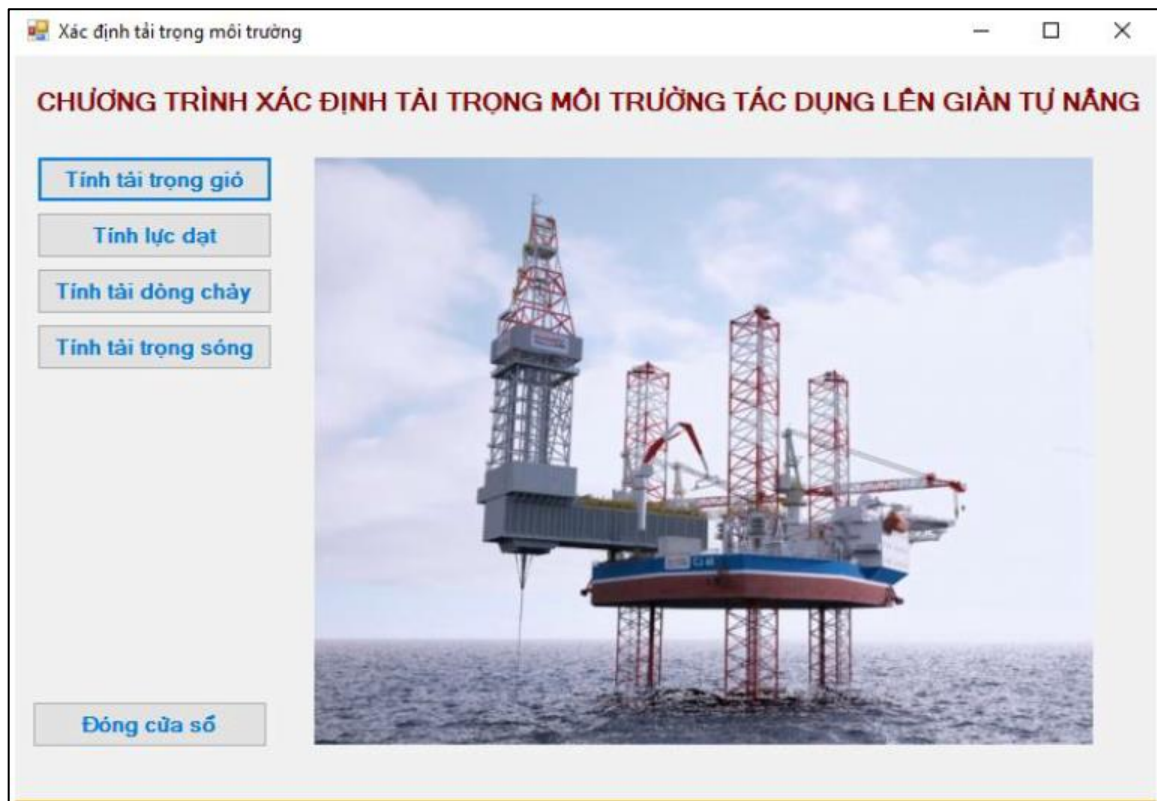 Xác định tải trọng môi trường
CHƯƠNG TRÌNH XÁC ĐỊNH TẢI TRỌNG MÔI TRƯỜNG TÁC DỤNG LÊN GIÀN TỰ NÂNG
Tính tải trọng gió
Tính lực dạt
Tính tải dòng chảy
Tính tải trọng sóng
Đóng cửa sổ